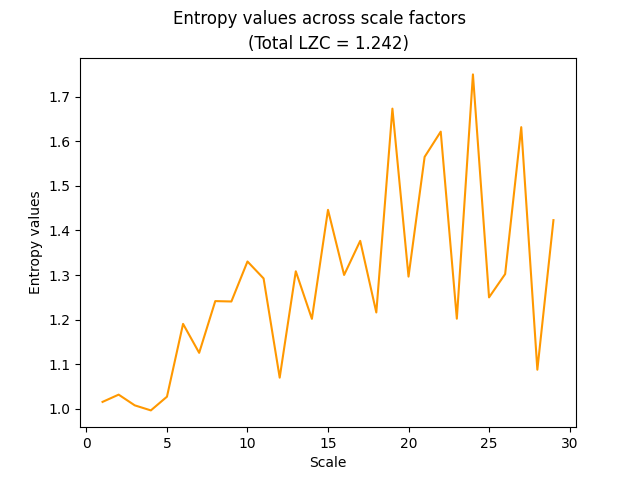 Entropy values across scale factors
(Total LZC = 1.242)
1.7
1.6
1.5
1.4
1.3
1.2
1.1
1.0
Entropy values
0 5 10 15 20 25 30
Scale